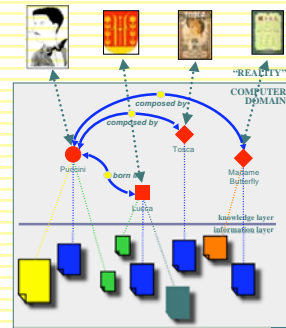 “REALITY”
COMPUTER
DOMAIN
composed by
composed by
Tosca
Puccini
Madame
Butterfly
born in
Lucca
knowledge layer
information layer